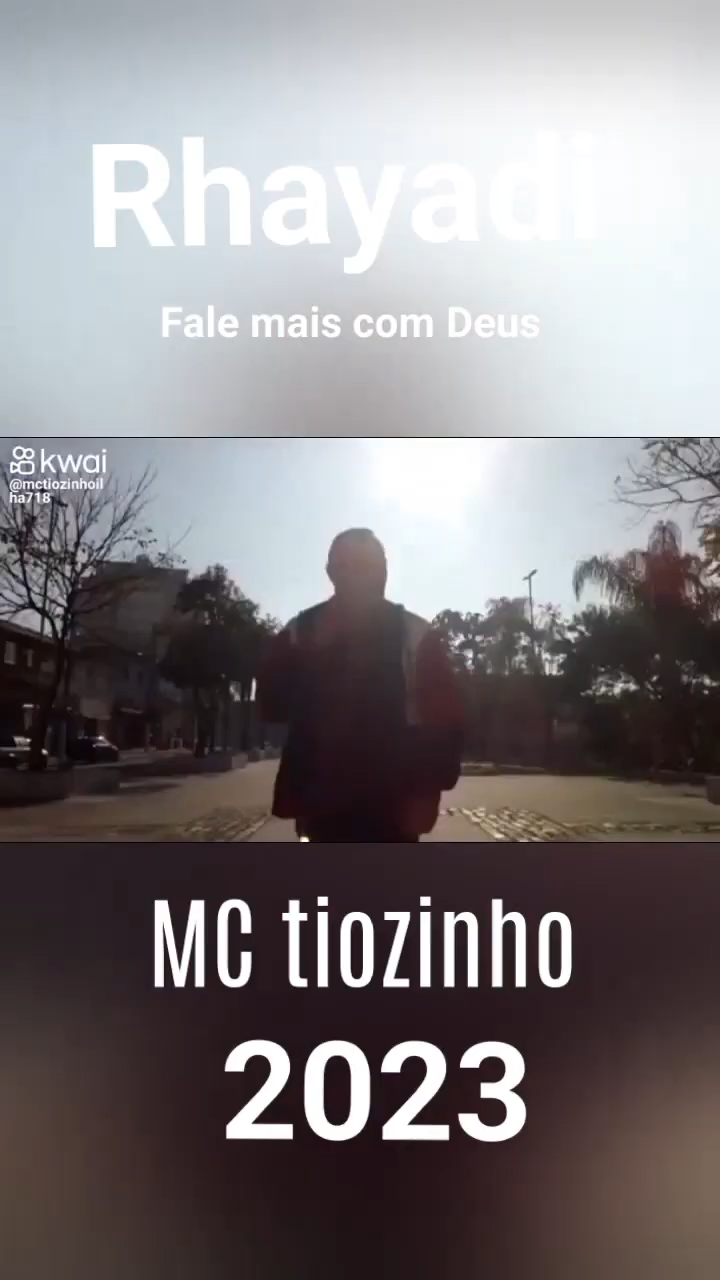 Rhayadi
Fale mais com Deus
kwai
@mctiozinhoil
ha718
MC tiozinho
2023